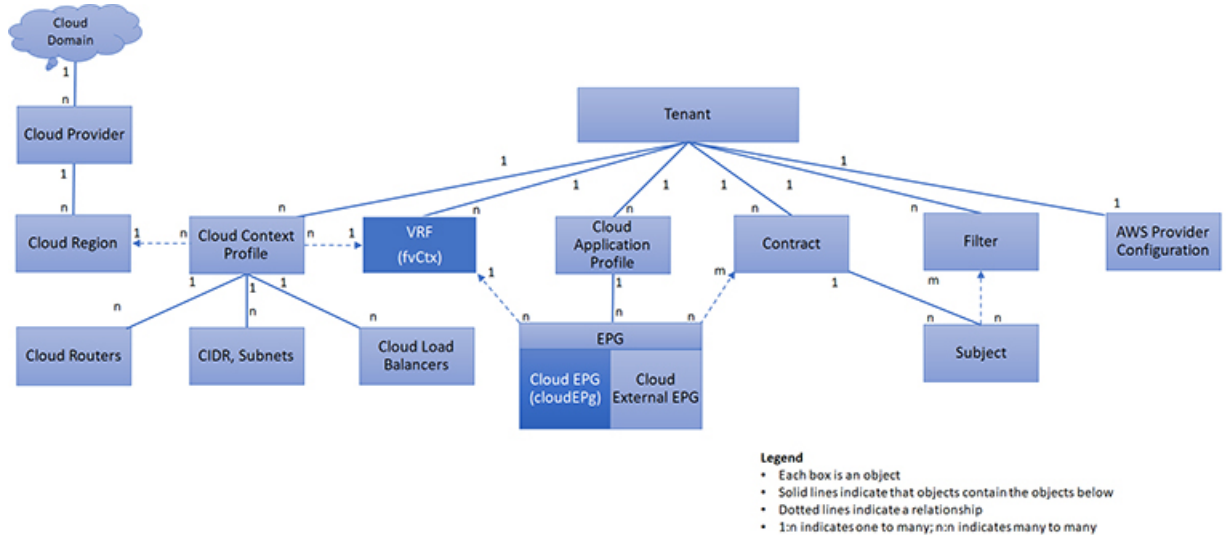 Cloud
Domain
1
n
Cloud Provider
Tenant
1
n
1
1
1
1
1
1
n
n
n
n
n
1
Cloud Region
1
n
Cloud Context
Profile
n
1
VRF
(fvCtx)
Cloud
Application
Profile
Contract
Filter
AWS Provider
Configuration
1
1
1
1
1
m
1
m
n
n
n
n
n
n
n
n
Cloud Routers
CIDR, Subnets
Cloud Load
Balancers
EPG
Cloud EPG
(cloudEPg)
Cloud
External EPG
Subject
Legend
• Each box is an object
• Solid lines indicate that objects contain the objects below
• Dotted lines indicate a relationship
• 1:n indicates one to many; n:n indicates many to many